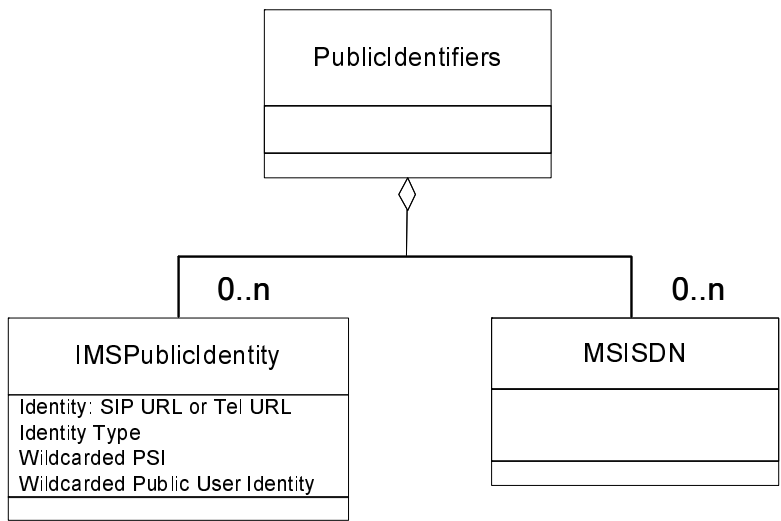 PublicIdentifiers
0..n
0..n
IMSPublicIdentity
MSISDN
Identity: SIP URL or Tel URL
Identity Type
Wildcarded PSI
Wildcarded Public User Identity